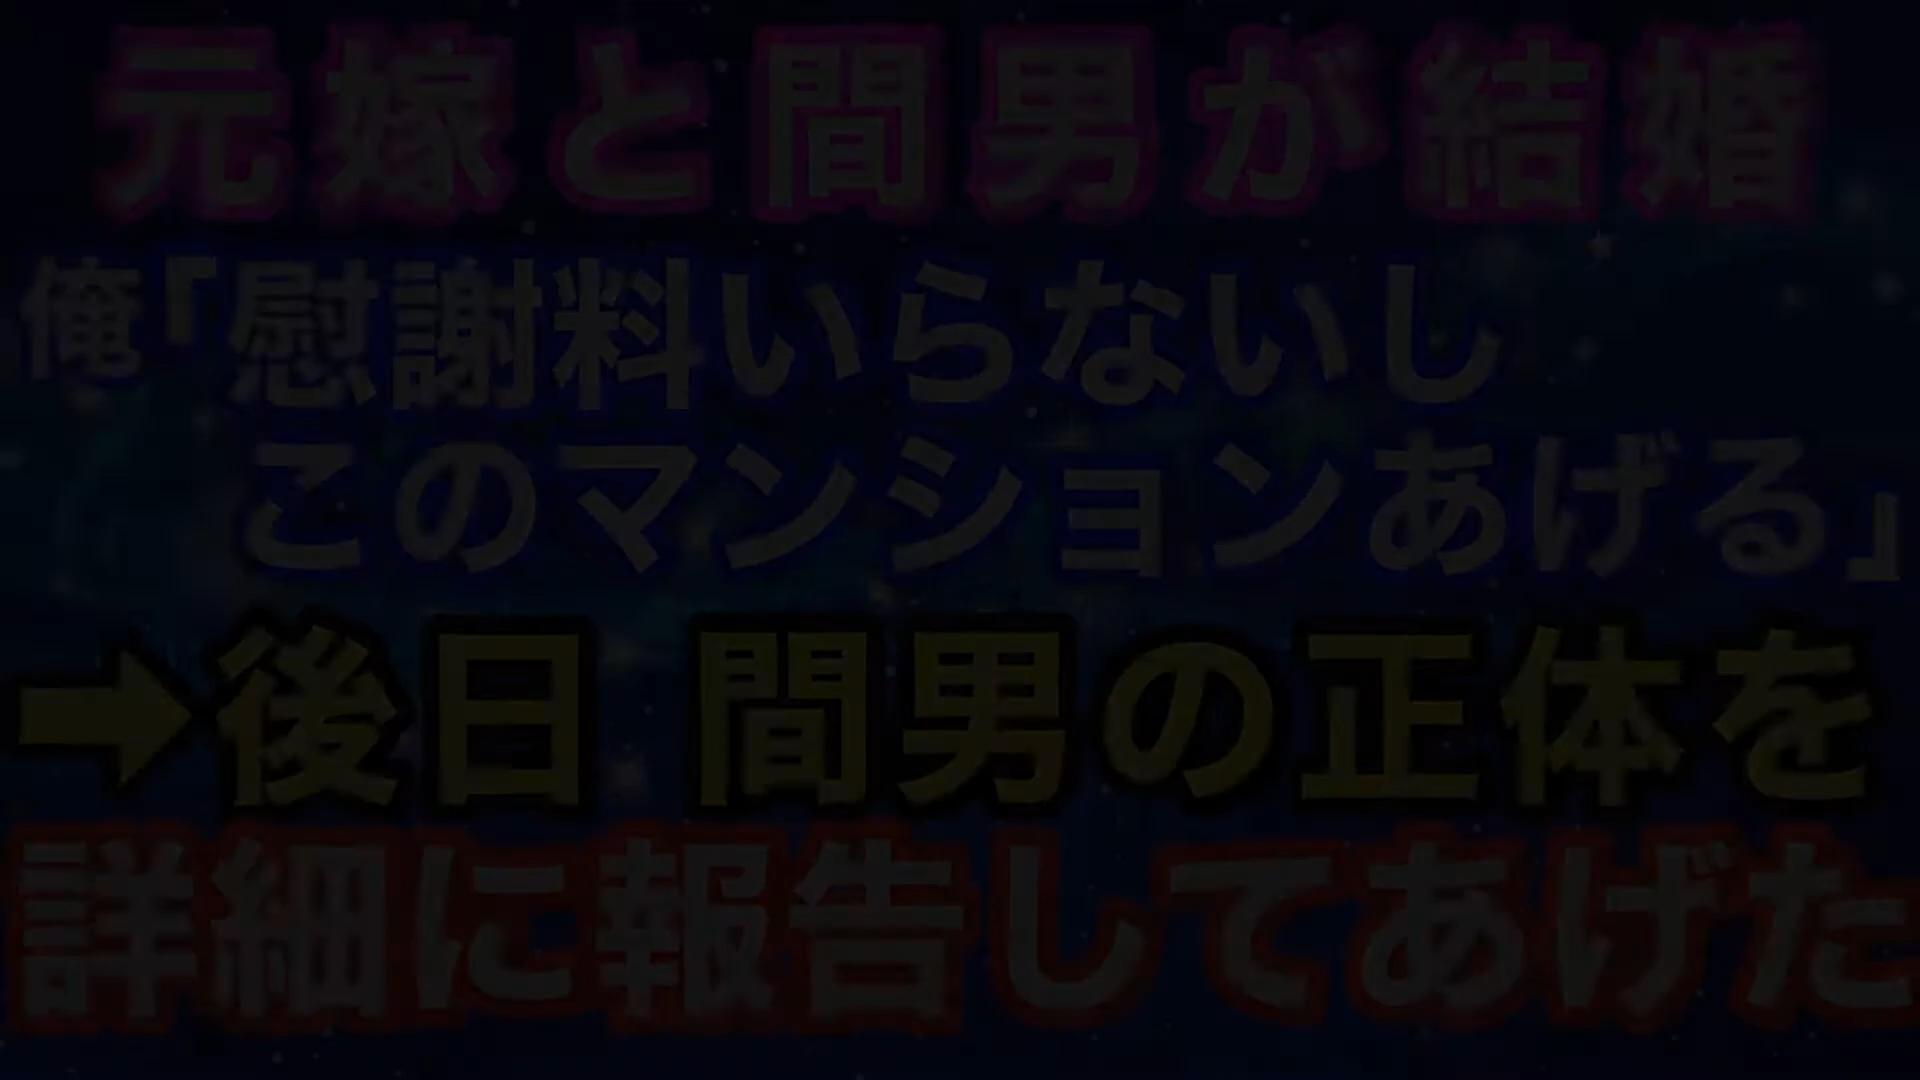 元嫁と間男が結婚
俺「慰謝料いらないし
このマンションあげる」
➡後日 間男の正体を
詳細に報告してあげた